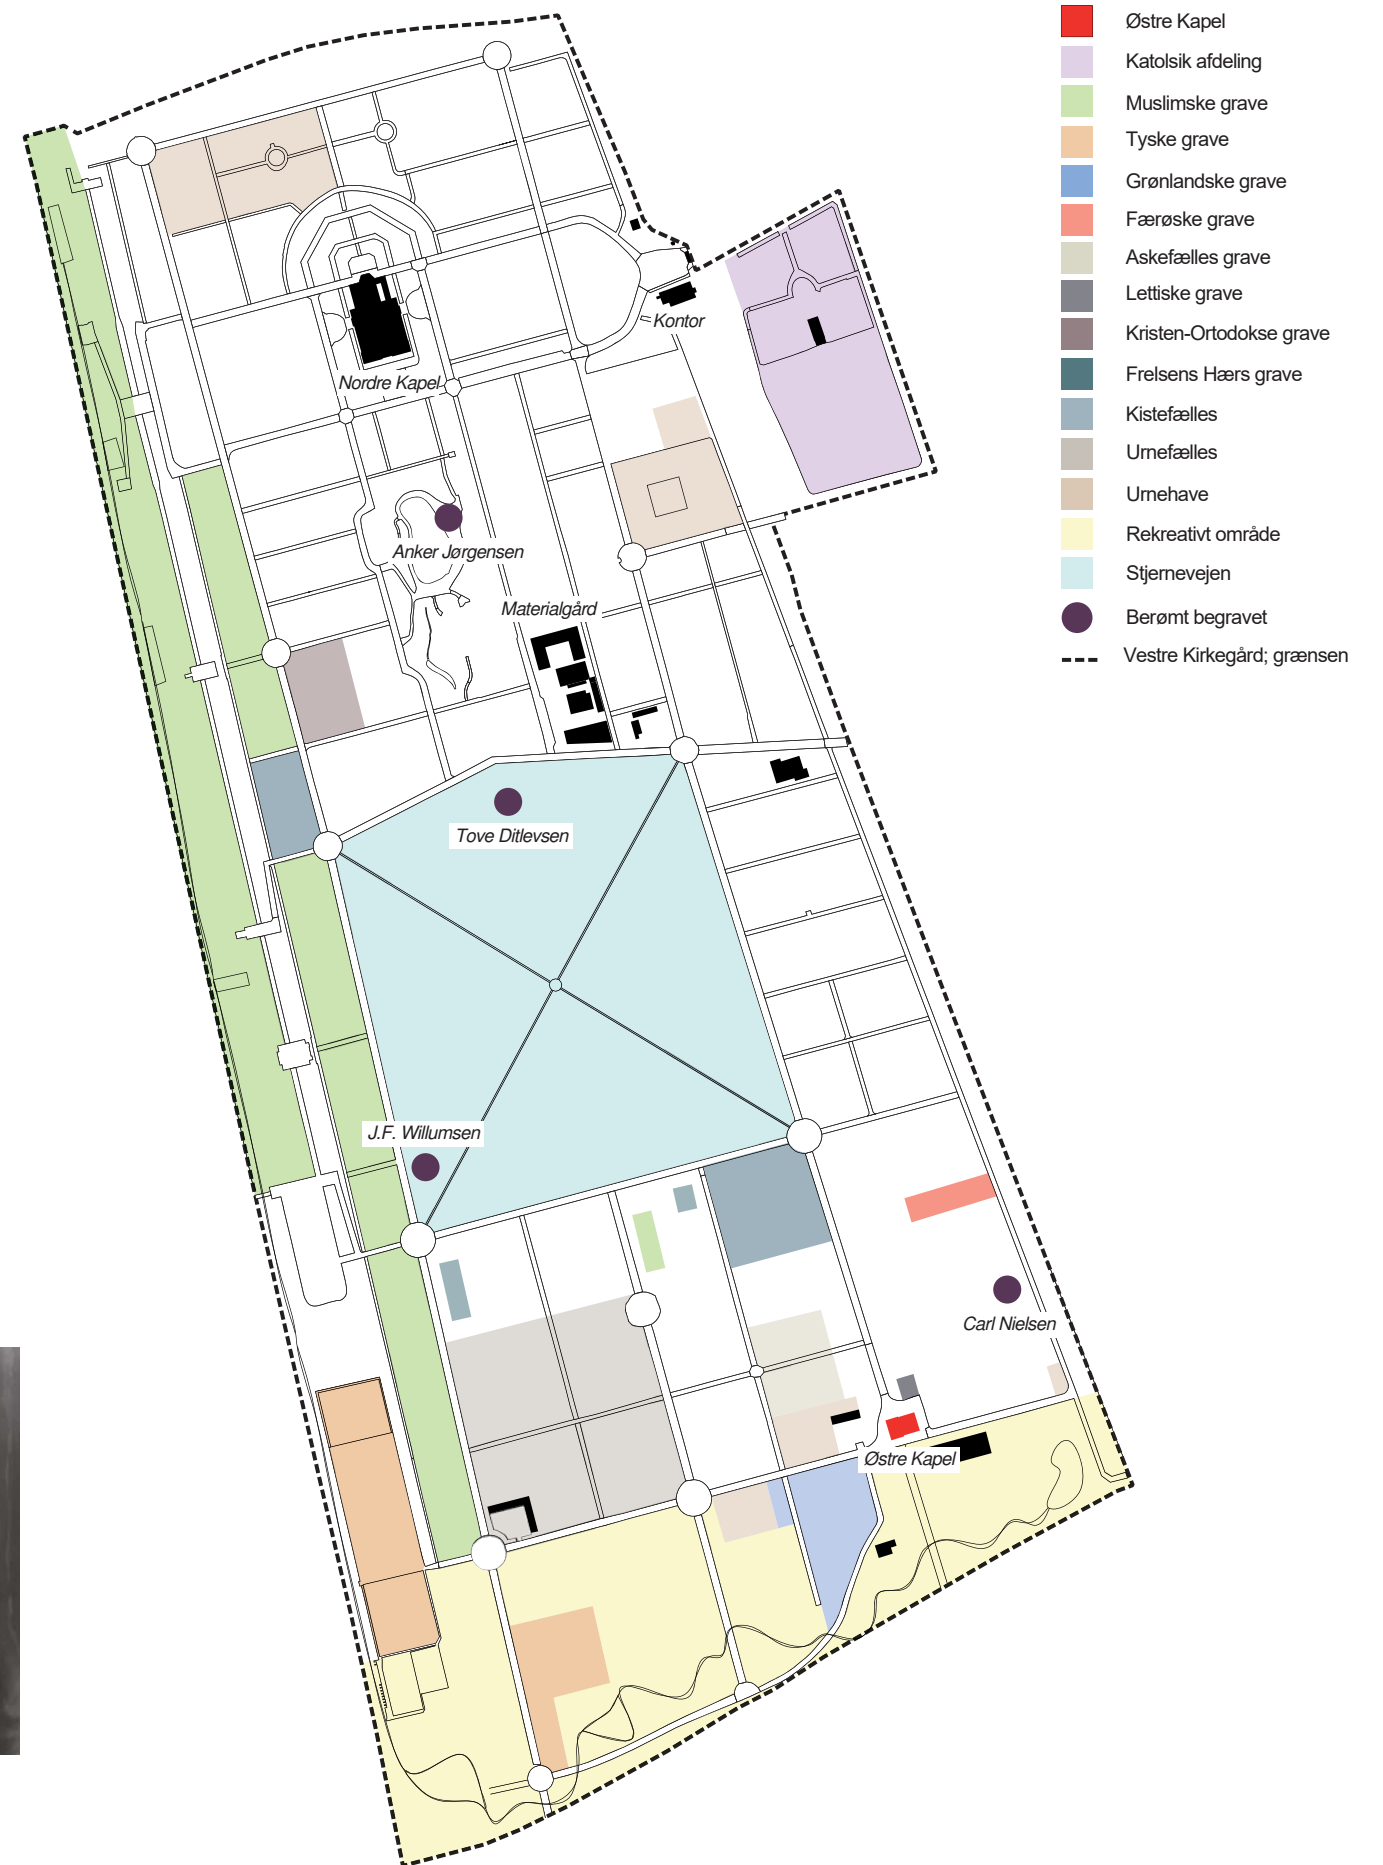 Østre Kapel
Katolsik afdeling
Muslimske grave
Tyske grave
Grønlandske grave
Færøske grave
Askefælles grave
Lettiske grave
Kristen-Ortodokse grave
Frelsens Hærs grave
Kistefælles
Urnefælles
Urnehave
Rekreativt område
Stjernevejen
Berømt begravet
Vestre Kirkegård; grænsen
Kontor
Nordre Kapel
Anker Jørgensen
Materialgård
Tove Ditlevsen
J.F. Willumsen
Carl Nielsen
Østre Kapel